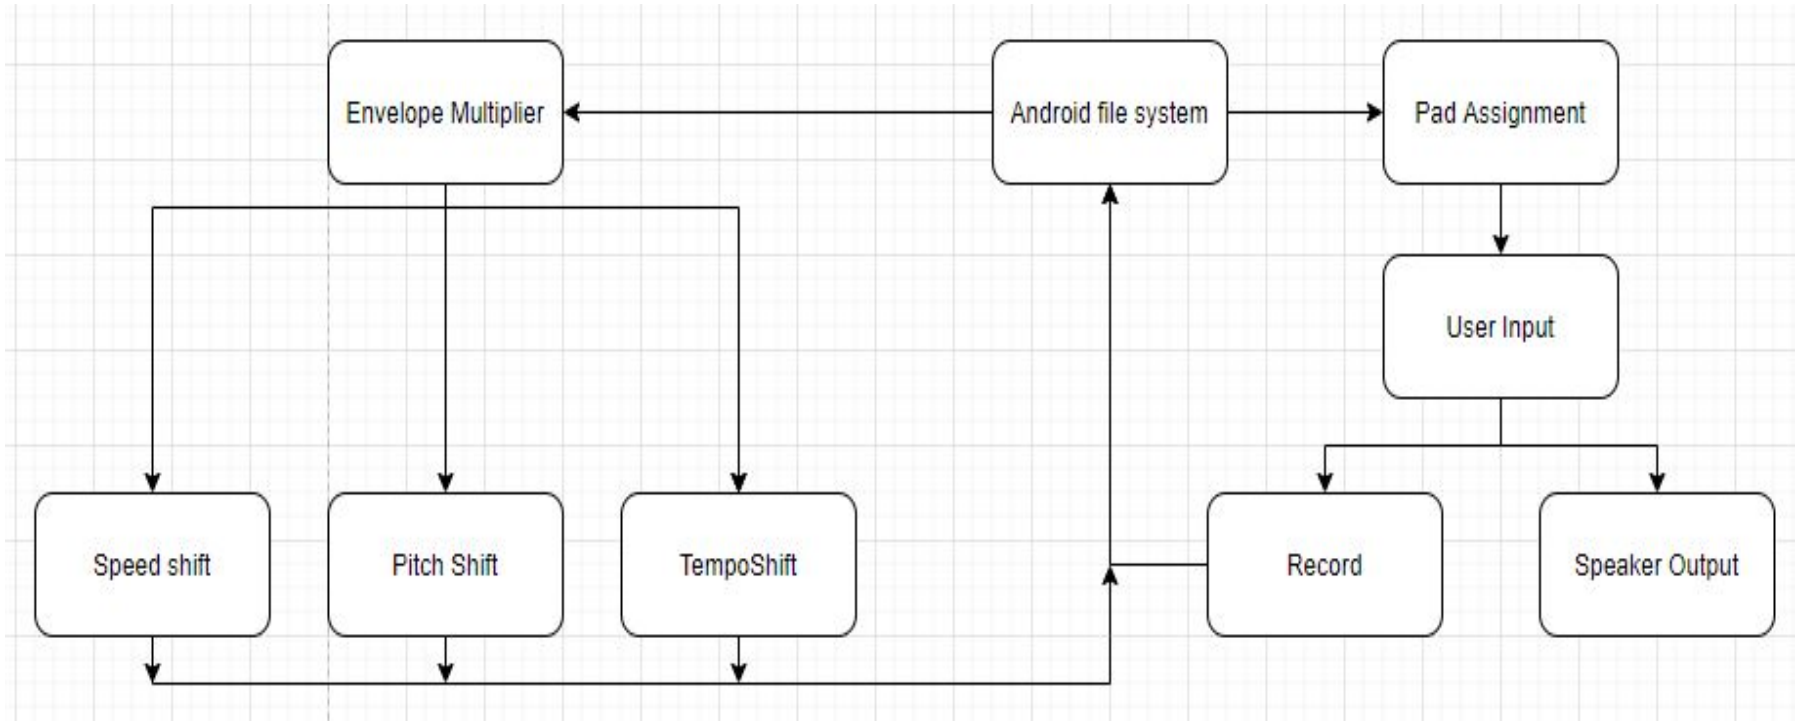 Envelope Multiplier
Android file system
Pad Assignment
User Input
Speed shift
Pitch Shift
TempoShift
Record
Speaker Output